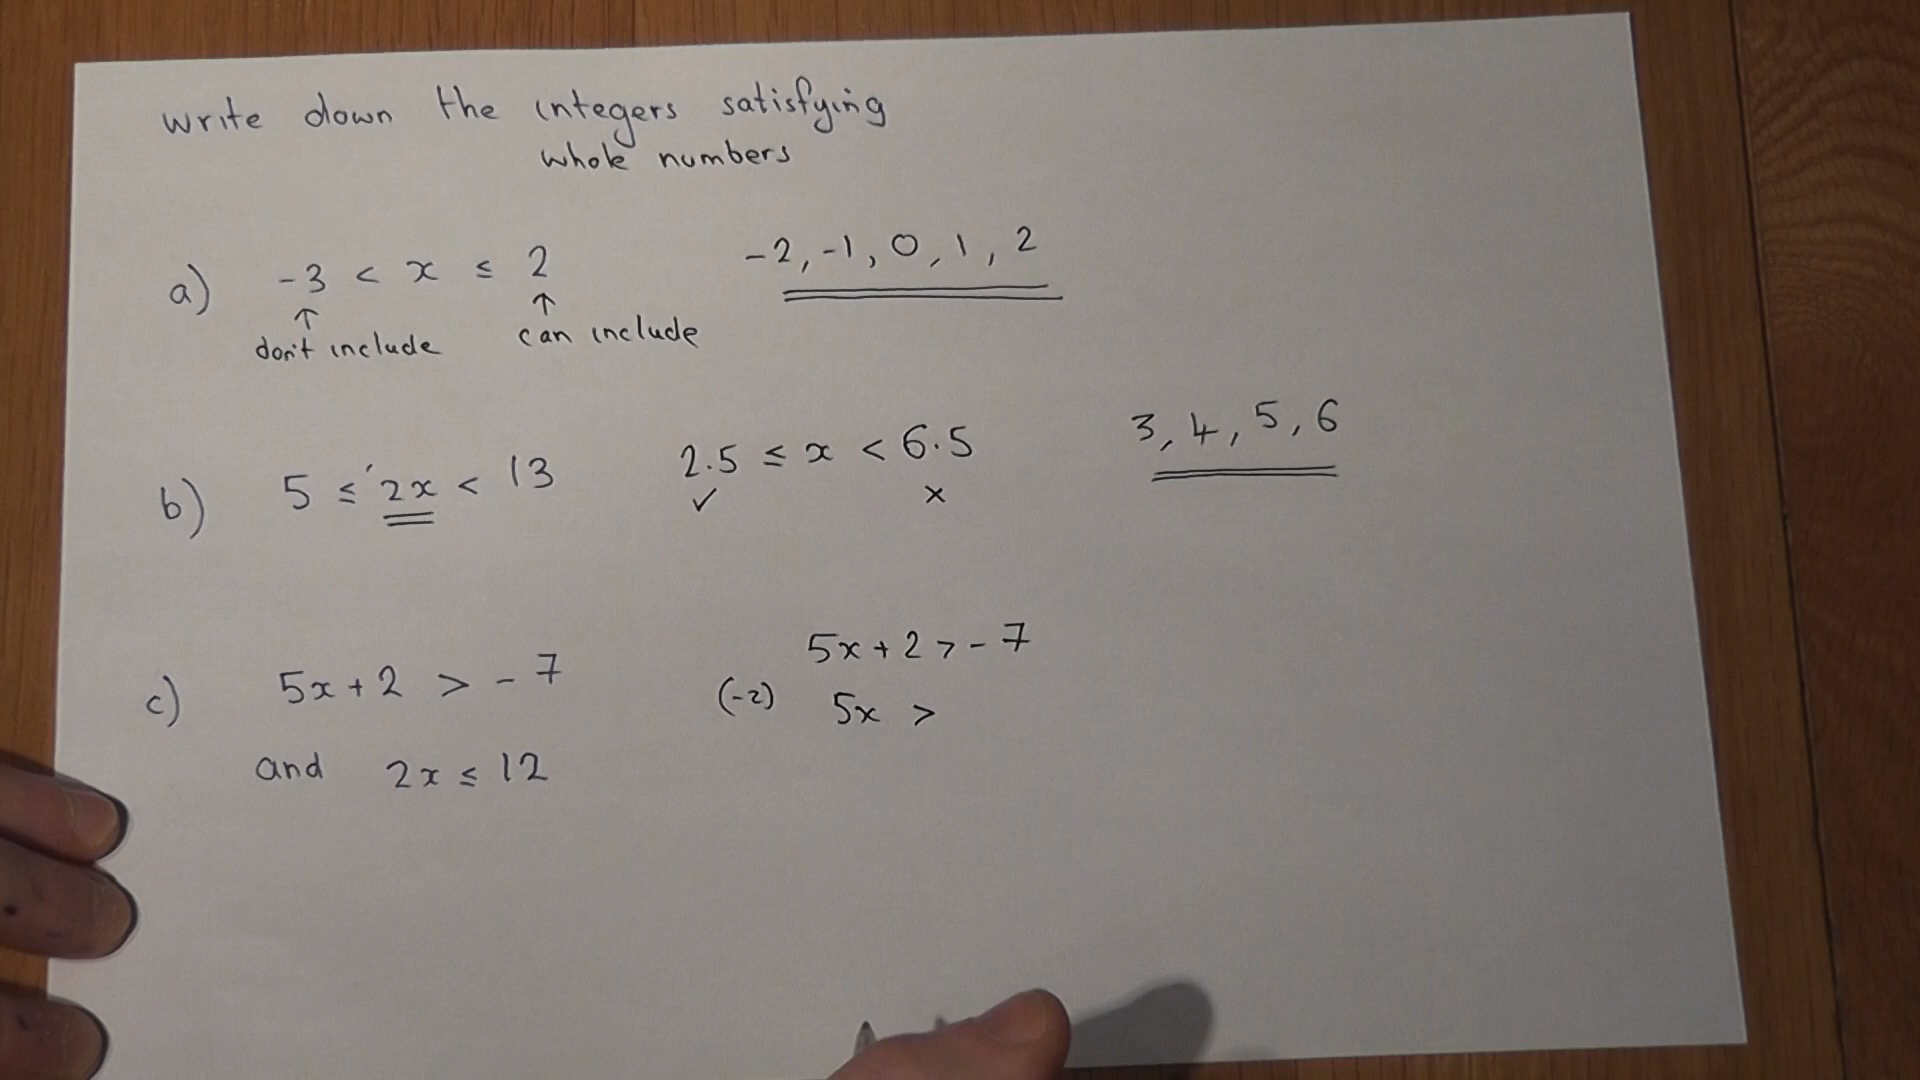 write down the integers satisfying
whole numbers
a) -3 < x ≤ 2 -2, -1, 0, 1, 2
↑ ↑
don't include can include
b) 5 ≤ 2x < 13 2.5 ≤ x < 6.5 3, 4, 5, 6
✓ x
c) 5x + 2 > -7 5x + 2 > -7
(-2) 5x >
and 2x ≤ 12